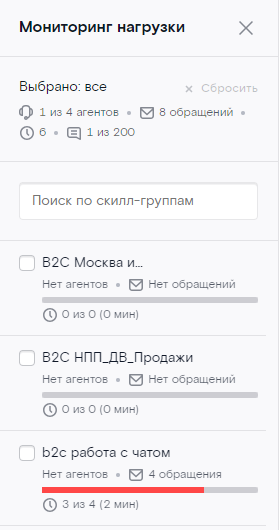 Мониторинг нагрузки
Выбрано: все
Сбросить
1 из 4 агентов • 8 обращений •
6 • 1 из 200
Поиск по скилл-группам
B2C Москва и...
Нет агентов • Нет обращений
0 из 0 (0 мин)
B2C НПП_ДВ_Продажи
Нет агентов • Нет обращений
0 из 0 (0 мин)
b2c работа с чатом
Нет агентов • 4 обращения
3 из 4 (2 мин)